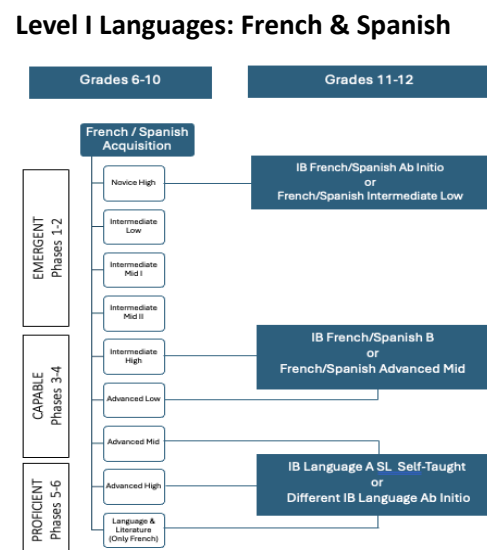 Level I Languages: French & Spanish
Grades 6-10
Grades 11-12
French / Spanish
Acquisition
Novice High
IB French/Spanish Ab Initio
or
French/Spanish Intermediate Low
EMERGENT
Phases 1-2
Intermediate
Low
Intermediate
Mid I
Intermediate
Mid II
CAPABLE
Phases 3-4
Intermediate
High
IB French/Spanish B
or
French/Spanish Advanced Mid
Advanced Low
Advanced Mid
PROFICIENT
Phases 5-6
Advanced High
IB Language A SL Self-Taught
or
Different IB Language Ab Initio
Language &
Literature
(Only French)